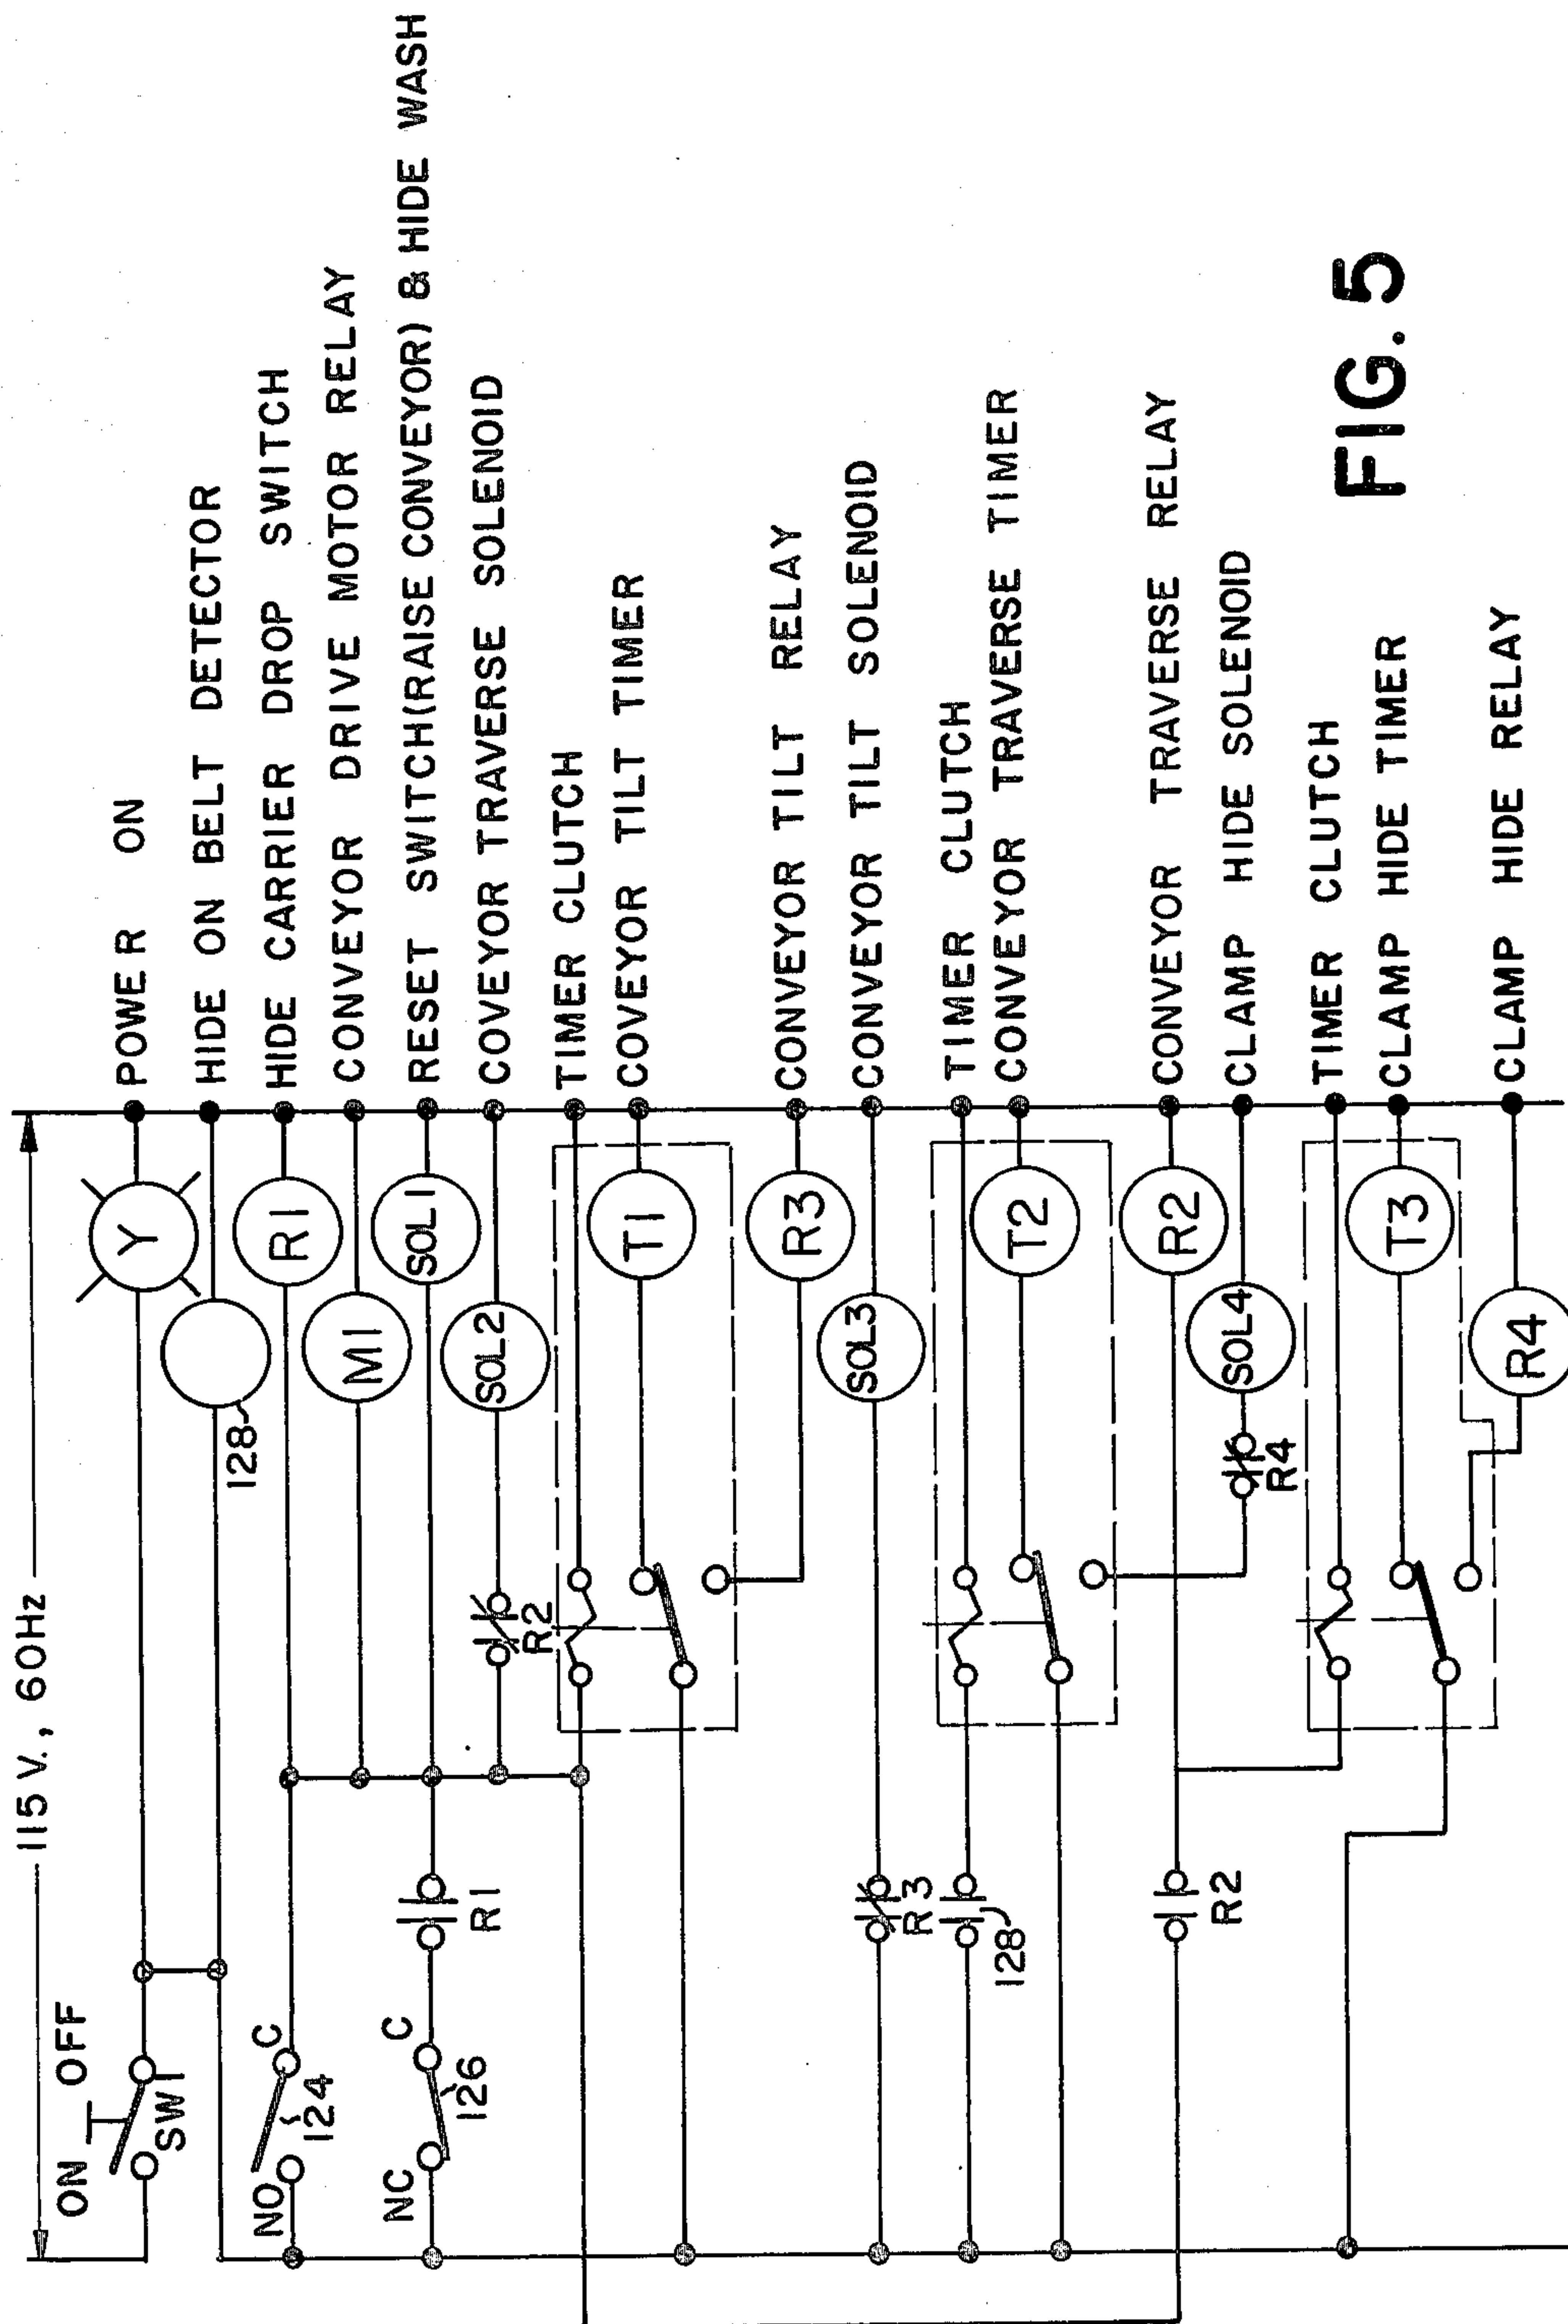 115 V., 60Hz
ON OFF
SW1
Y
POWER ON
128
HIDE ON BELT DETECTOR
NO
C
124
R1
HIDE CARRIER DROP SWITCH
M1
CONVEYOR DRIVE MOTOR RELAY
NC
C
126
R1
SOL1
RESET SWITCH(RAISE CONVEYOR) & HIDE WASH
R2
SOL2
COVEYOR TRAVERSE SOLENOID
TIMER CLUTCH
T1
COVEYOR TILT TIMER
R3
CONVEYOR TILT RELAY
R3
SOL3
CONVEYOR TILT SOLENOID
128
TIMER CLUTCH
T2
CONVEYOR TRAVERSE TIMER
R2
R2
CONVEYOR TRAVERSE RELAY
R4
SOL4
CLAMP HIDE SOLENOID
TIMER CLUTCH
T3
CLAMP HIDE TIMER
R4
CLAMP HIDE RELAY
FIG. 5